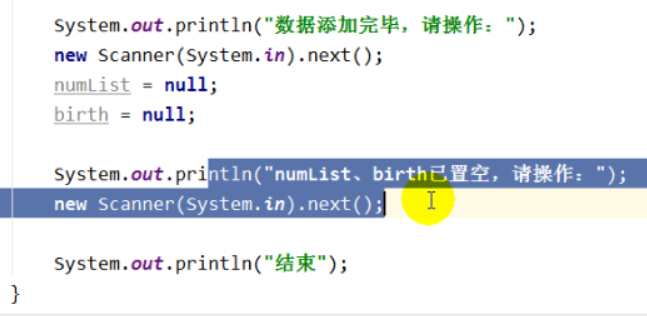 System.out.println("数据添加完毕，请操作：");
new Scanner(System.in).next();
numList = null;
birth = null;
System.out.println("numList、birth已置空，请操作：");
new Scanner(System.in).next();
System.out.println("结束");
}